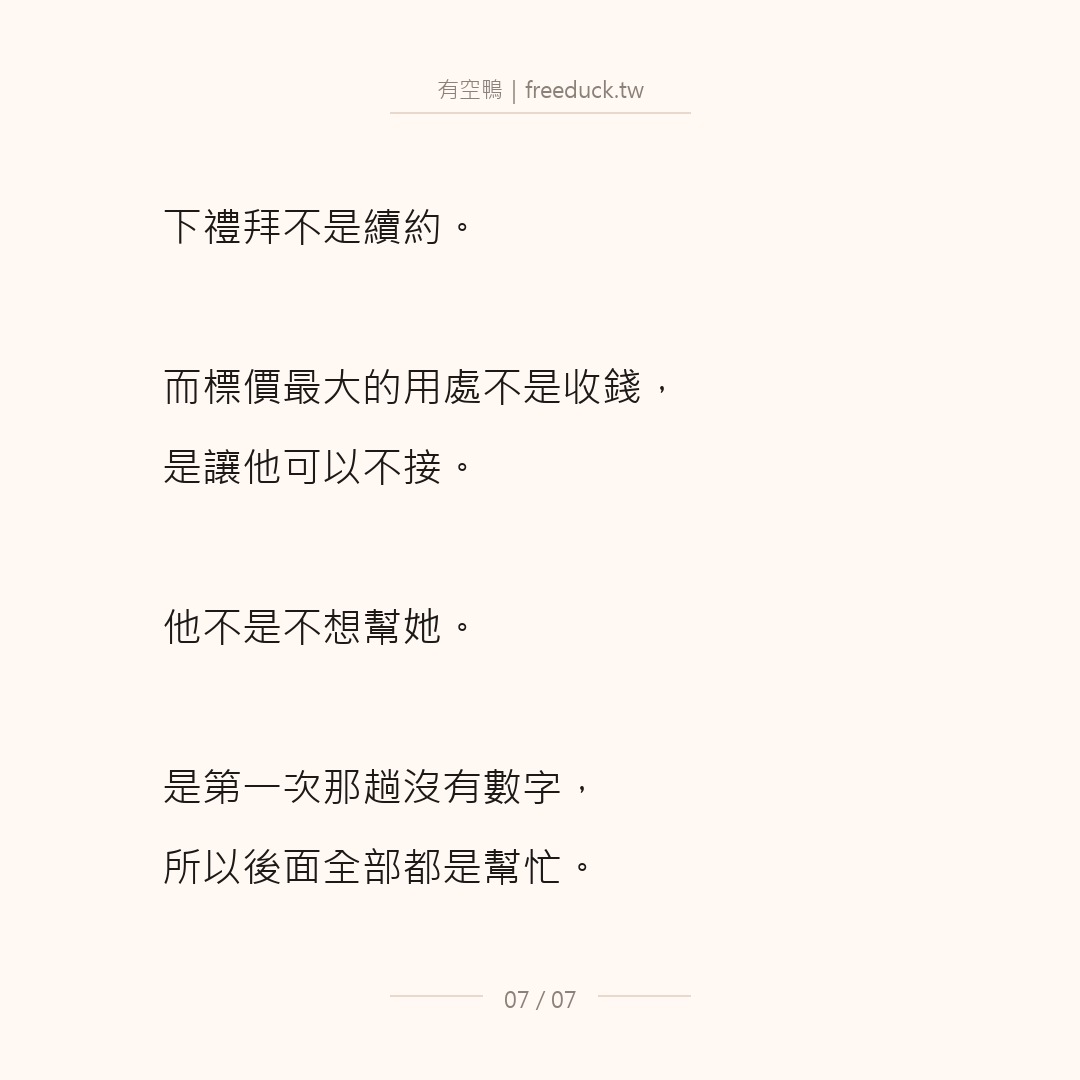 有空鴨 | freeduck.tw
下禮拜不是續約。
而標價最大的用處不是收錢，
是讓他可以不接。
他不是不想幫她。
是第一次那趟沒有數字，
所以後面全部都是幫忙。
07 / 07